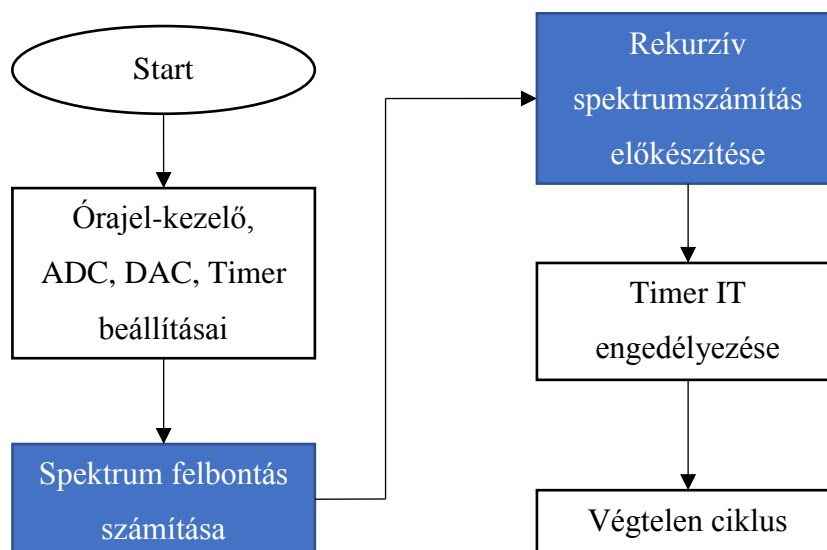 Start
Órajel-kezelő,
ADC, DAC, Timer
beállításai
Spektrum felbontás
számítása
Rekurzív
spektrumszámítás
előkészítése
Timer IT
engedélyezése
Végtelen ciklus